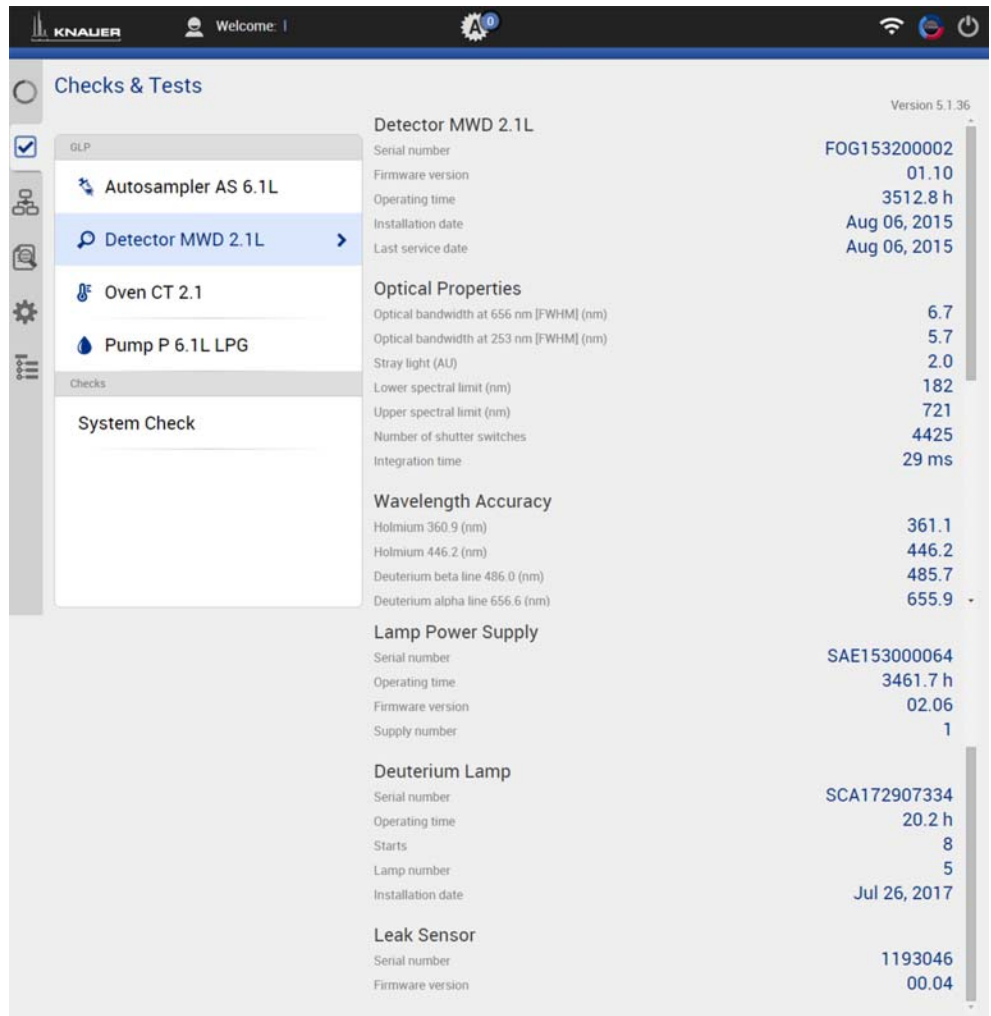 KNAUER
Welcome:
A 0
Checks & Tests
Version 5.1.36
GLP
Autosampler AS 6.1L
Detector MWD 2.1L
Oven CT 2.1
Pump P 6.1L LPG
Checks
System Check
Detector MWD 2.1L
Serial number FOG153200002
Firmware version 01.10
Operating time 3512.8 h
Installation date Aug 06, 2015
Last service date Aug 06, 2015
Optical Properties
Optical bandwidth at 656 nm [FWHM] (nm) 6.7
Optical bandwidth at 253 nm [FWHM] (nm) 5.7
Stray light (AU) 2.0
Lower spectral limit (nm) 182
Upper spectral limit (nm) 721
Number of shutter switches 4425
Integration time 29 ms
Wavelength Accuracy
Holmium 360.9 (nm) 361.1
Holmium 446.2 (nm) 446.2
Deuterium beta line 486.0 (nm) 485.7
Deuterium alpha line 656.6 (nm) 655.9
Lamp Power Supply
Serial number SAE153000064
Operating time 3461.7 h
Firmware version 02.06
Supply number 1
Deuterium Lamp
Serial number SCA172907334
Operating time 20.2 h
Starts 8
Lamp number 5
Installation date Jul 26, 2017
Leak Sensor
Serial number 1193046
Firmware version 00.04